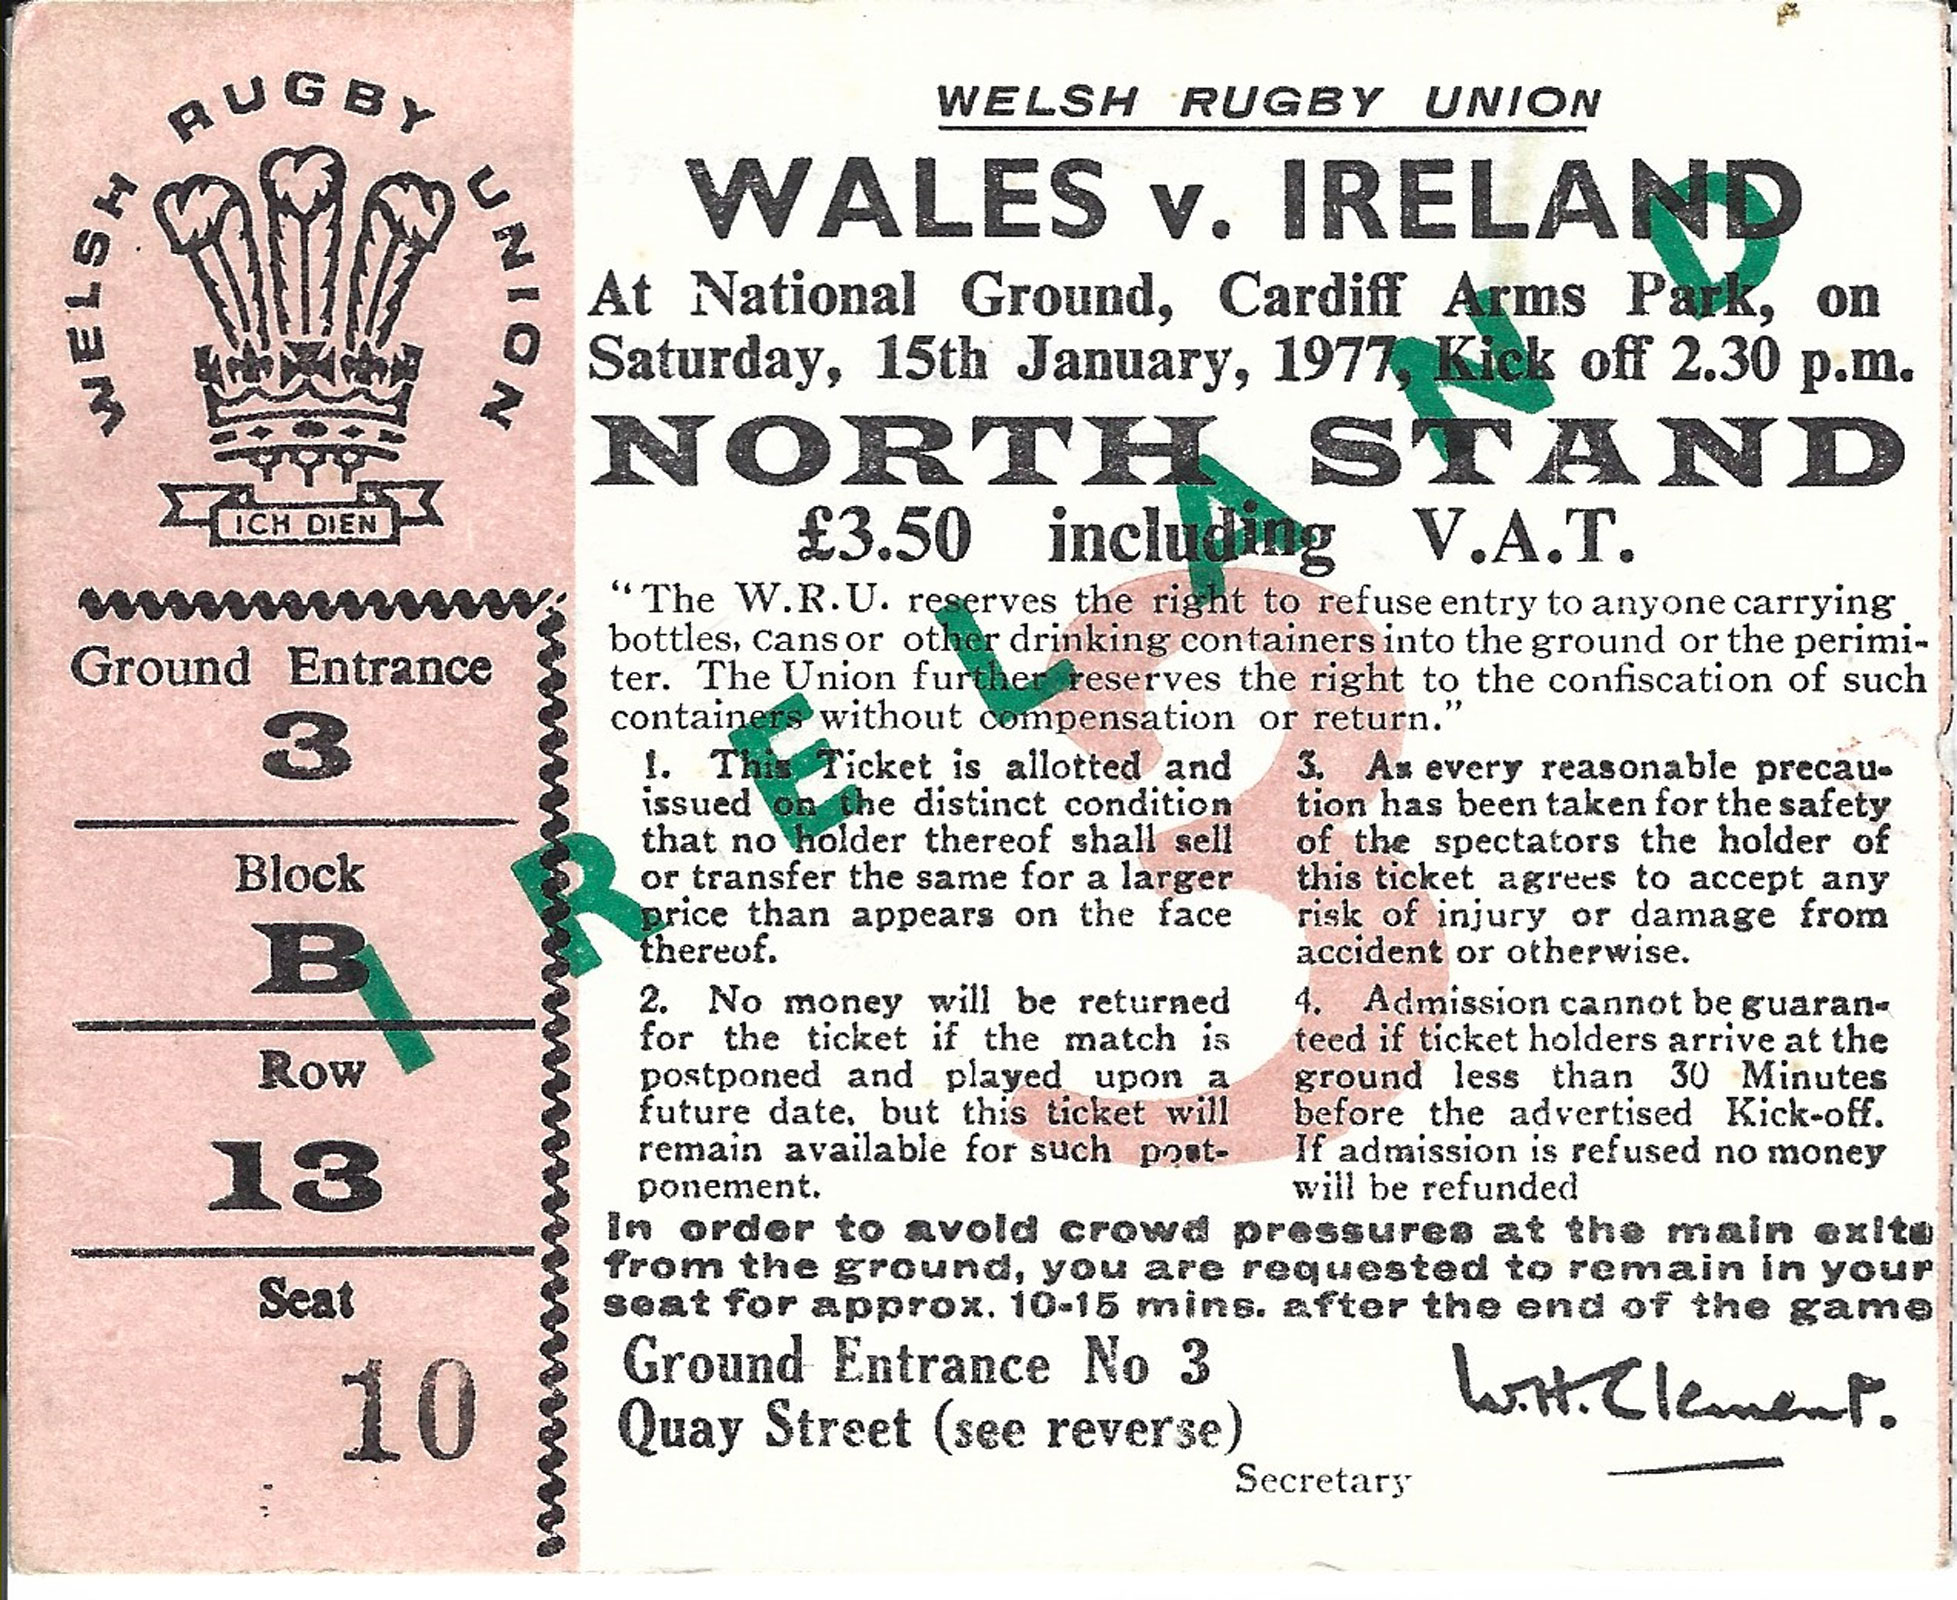 WELSH RUGBY UNION
ICH DIEN
Ground Entrance
3
Block
B
Row
13
Seat
10
WELSH RUGBY UNION
WALES v. IRELAND
At National Ground, Cardiff Arms Park, on
Saturday, 15th January, 1977, Kick off 2.30 p.m.
NORTH STAND
£3.50 including V.A.T.
"The W.R.U. reserves the right to refuse entry to anyone carrying
bottles, cans or other drinking containers into the ground or the perimi-
ter. The Union further reserves the right to the confiscation of such
containers without compensation or return."
1. This Ticket is allotted and
issued on the distinct condition
that no holder thereof shall sell
or transfer the same for a larger
price than appears on the face
thereof.
2. No money will be returned
for the ticket if the match is
postponed and played upon a
future date, but this ticket will
remain available for such post-
ponement.
3. As every reasonable precau-
tion has been taken for the safety
of the spectators the holder of
this ticket agrees to accept any
risk of injury or damage from
accident or otherwise.
4. Admission cannot be guaran-
teed if ticket holders arrive at the
ground less than 30 Minutes
before the advertised Kick-off.
If admission is refused no money
will be refunded
In order to avoid crowd pressures at the main exits
from the ground, you are requested to remain in your
seat for approx. 10-15 mins. after the end of the game
Ground Entrance No 3
Quay Street (see reverse)
W.H. Clement.
Secretary
IRELAND
3